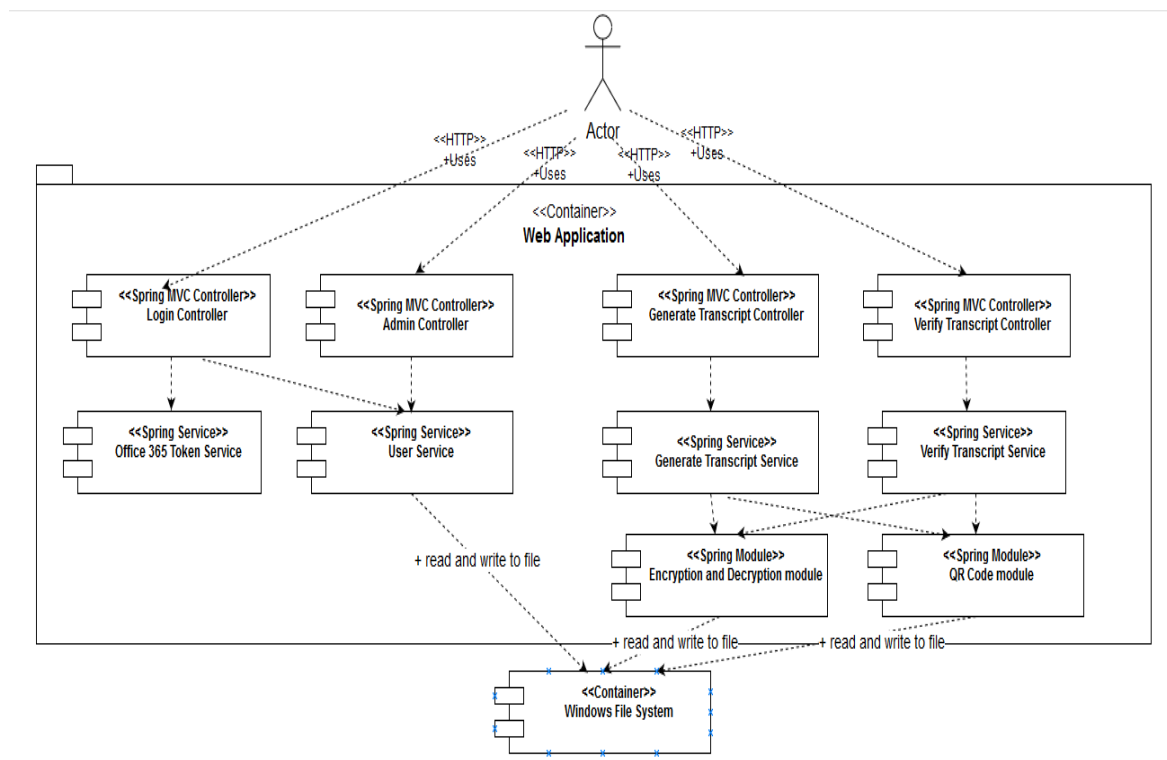 Actor
<<HTTP>>
+Uses
<<HTTP>>
+Uses
<<HTTP>>
+Uses
<<HTTP>>
+Uses
<<Container>>
Web Application
<<Spring MVC Controller>>
Login Controller
<<Spring MVC Controller>>
Admin Controller
<<Spring MVC Controller>>
Generate Transcript Controller
<<Spring MVC Controller>>
Verify Transcript Controller
<<Spring Service>>
Office 365 Token Service
<<Spring Service>>
User Service
<<Spring Service>>
Generate Transcript Service
<<Spring Service>>
Verify Transcript Service
+ read and write to file
<<Spring Module>>
Encryption and Decryption module
<<Spring Module>>
QR Code module
+ read and write to file
+ read and write to file
<<Container>>
Windows File System